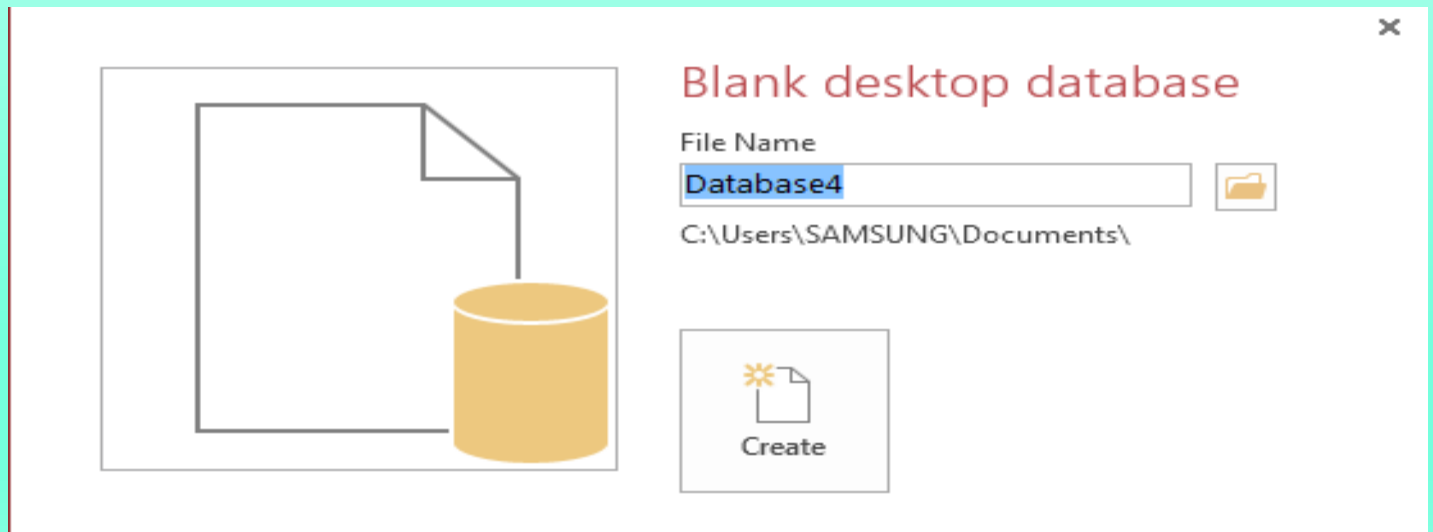 Blank desktop database
File Name
Database4
C:\Users\SAMSUNG\Documents\
Create